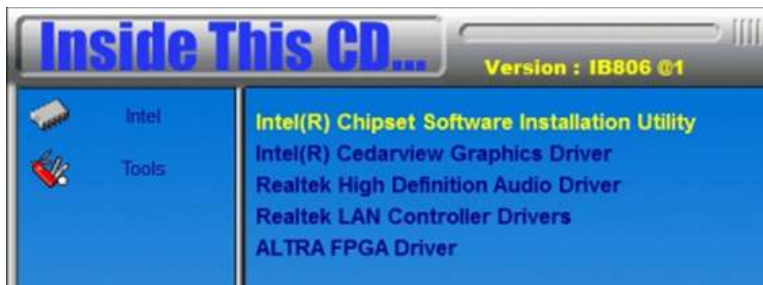 Inside This CD...
Version : IB806 @1
Intel
Tools
Intel(R) Chipset Software Installation Utility
Intel(R) Cedarview Graphics Driver
Realtek High Definition Audio Driver
Realtek LAN Controller Drivers
ALTRA FPGA Driver